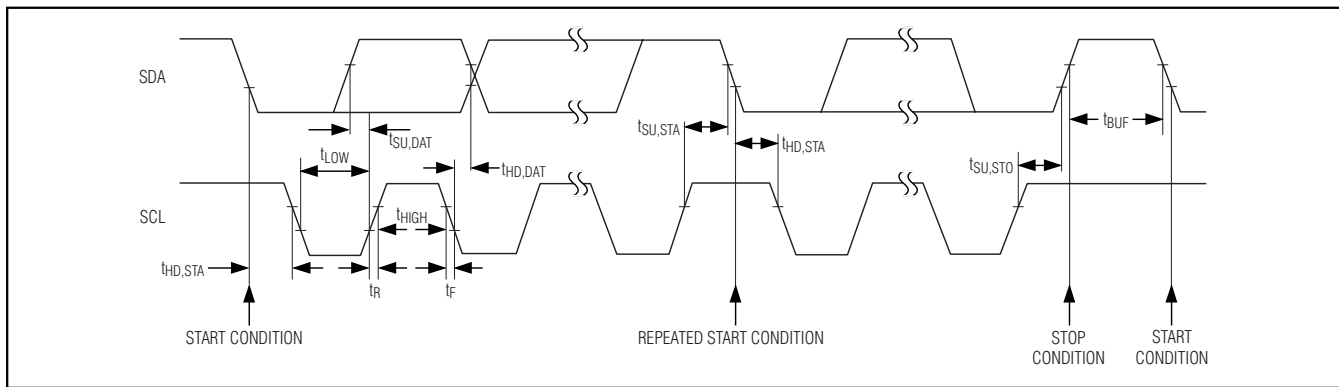 SDA
tSU,DAT
tLOW
tHD,DAT
tSU,STA
tHD,STA
tBUF
tSU,STO
SCL
tHIGH
tHD,STA
tR
tF
START CONDITION
REPEATED START CONDITION
STOP
CONDITION
START
CONDITION